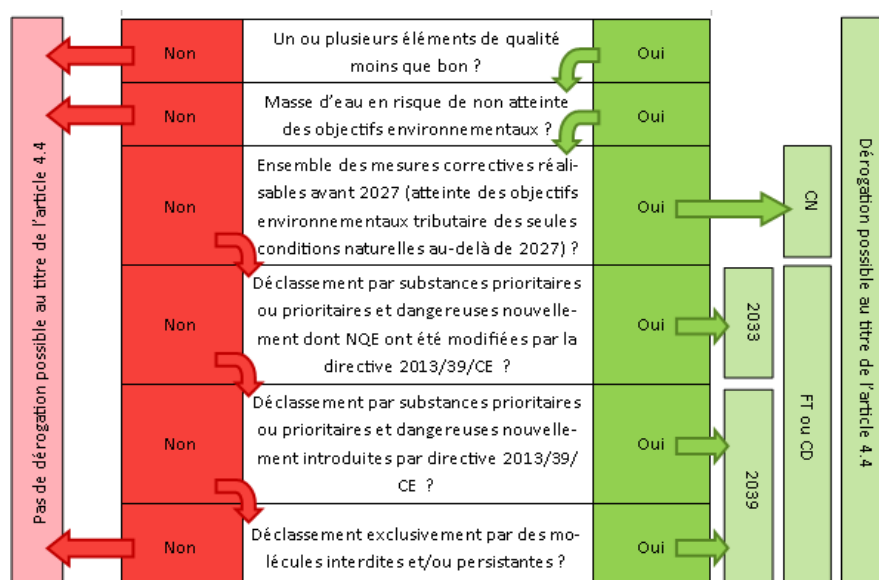 Pas de dérogation possible au titre de l'article 4.4
Non
Un ou plusieurs éléments de qualité
moins que bon ?
Oui
Non
Masse d'eau en risque de non atteinte
des objectifs environnementaux ?
Oui
Non
Ensemble des mesures correctives réali-
sables avant 2027 (atteinte des objectifs
environnementaux tributaire des seules
conditions naturelles au-delà de 2027) ?
Oui
CN
Non
Déclassement par substances prioritaires
ou prioritaires et dangereuses nouvelle-
ment dont NQE ont été modifiées par la
directive 2013/39/CE ?
Oui
2033
Non
Déclassement par substances prioritaires
ou prioritaires et dangereuses nouvelle-
ment introduites par directive 2013/39/
CE ?
Oui
2039
FT ou CD
Non
Déclassement exclusivement par des mo-
lécules interdites et/ou persistantes ?
Oui
Dérogation possible au titre de l'article 4.4